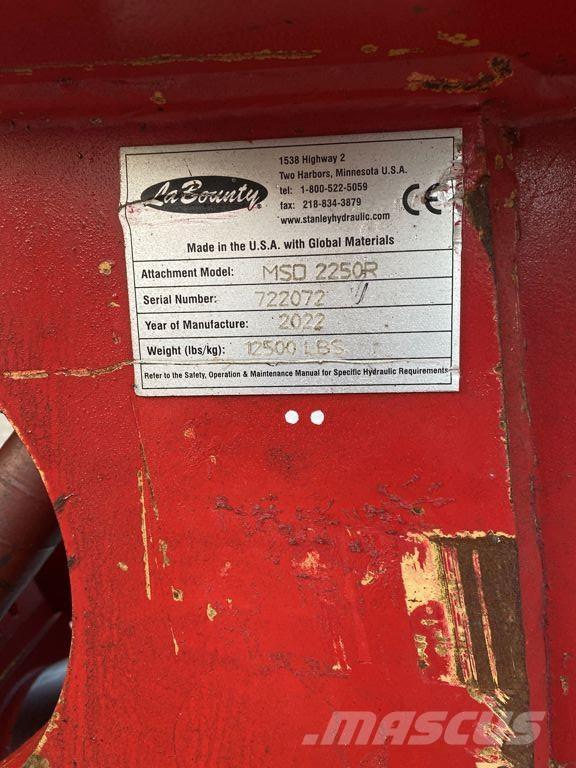 LaBounty®
1538 Highway 2
Two Harbors, Minnesota U.S.A.
tel: 1-800-522-5059
fax: 218-834-3879
www.stanleyhydraulic.com
CE
Made in the U.S.A. with Global Materials
Attachment Model: MSD 2250R
Serial Number: 722072
Year of Manufacture: 2022
Weight (lbs/kg): 12500 LBS
Refer to the Safety, Operation & Maintenance Manual for Specific Hydraulic Requirements
MASCUS